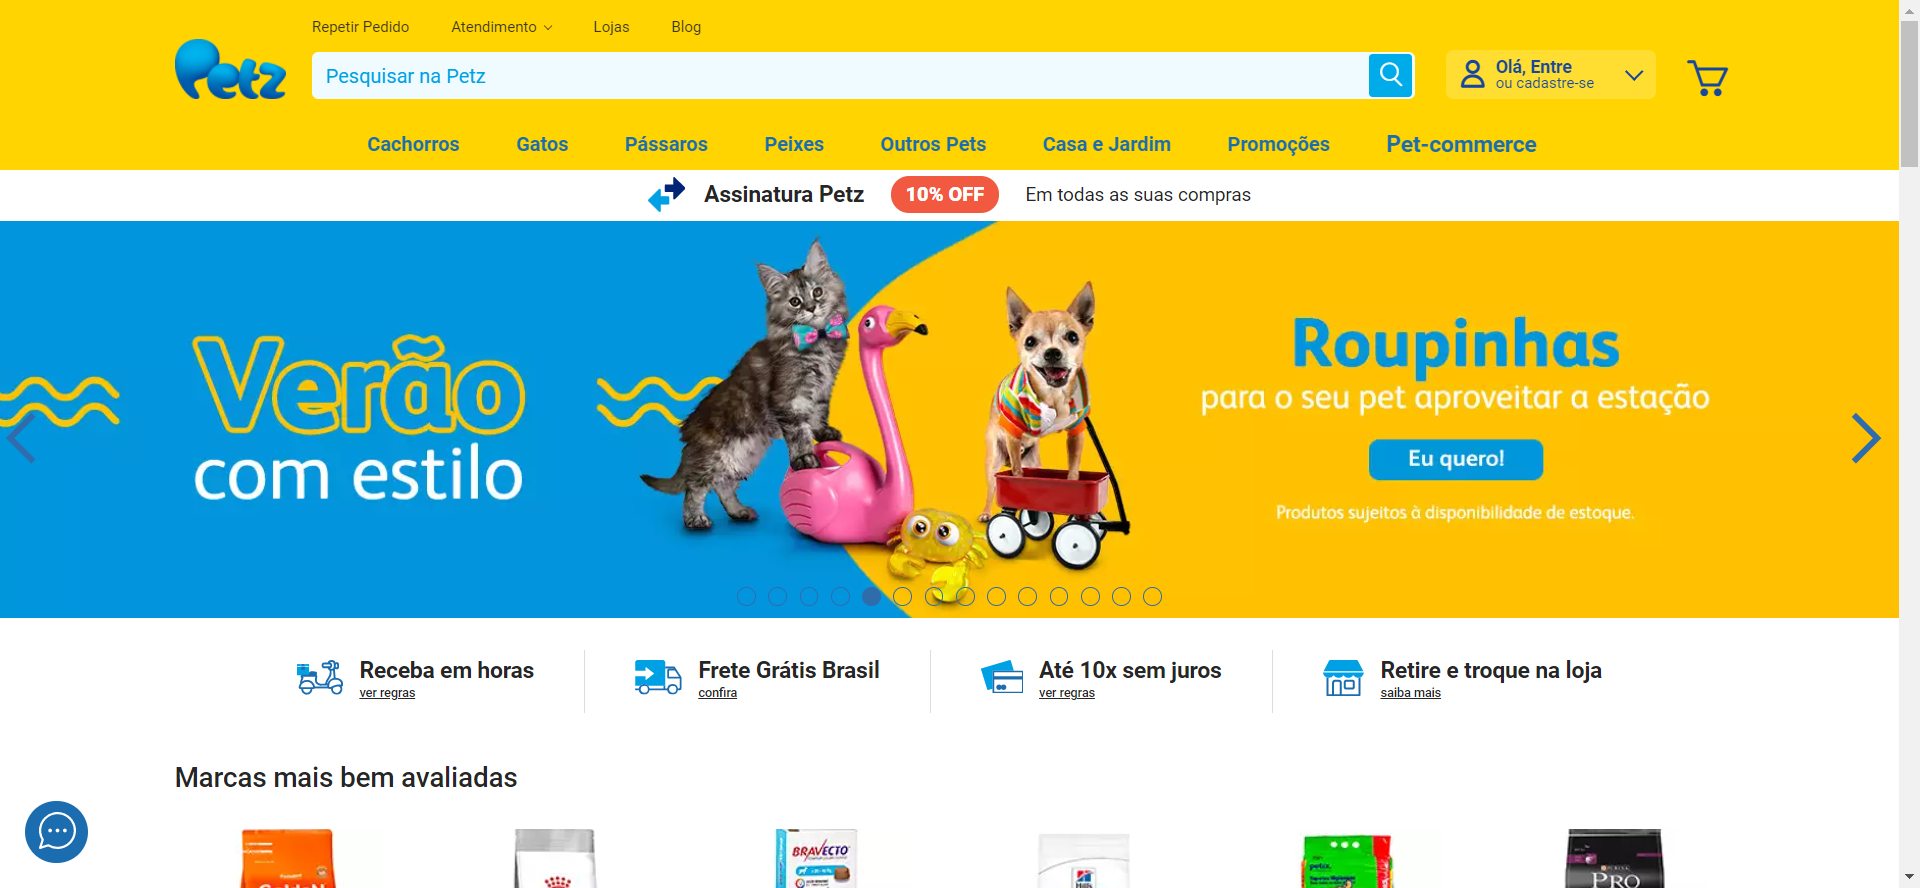 Repetir Pedido
Atendimento
Lojas
Blog
Petz
Pesquisar na Petz
Olá, Entre
ou cadastre-se
Cachorros
Gatos
Pássaros
Peixes
Outros Pets
Casa e Jardim
Promoções
Pet-commerce
Assinatura Petz
10% OFF
Em todas as suas compras
Verão
com estilo
Roupinhas
para o seu pet aproveitar a estação
Eu quero!
Produtos sujeitos à disponibilidade de estoque.
Receba em horas
ver regras
Frete Grátis Brasil
confira
Até 10x sem juros
ver regras
Retire e troque na loja
saiba mais
Marcas mais bem avaliadas
GoldeN
BRAVECTO
Hill's
petix
PURINA
PRO